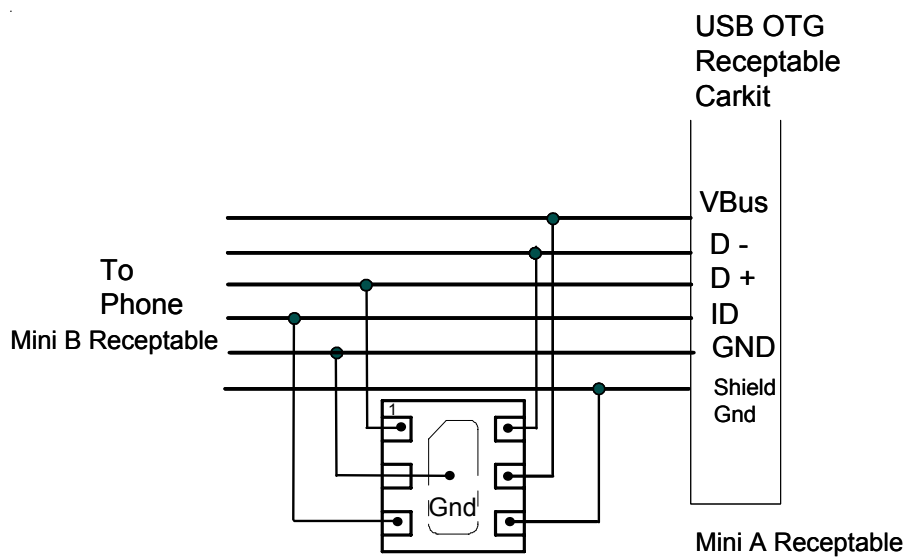 USB OTG
Receptable
Carkit
VBus
D -
D +
ID
GND
Shield
Gnd
To
Phone
Mini B Receptable
1
Gnd
Mini A Receptable